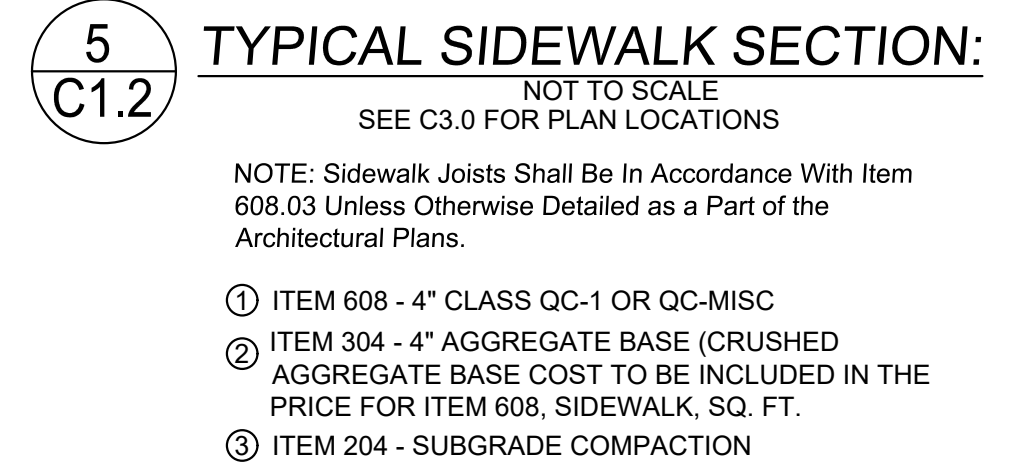 5
C1.2
TYPICAL SIDEWALK SECTION:
NOT TO SCALE
SEE C3.0 FOR PLAN LOCATIONS
NOTE: Sidewalk Joists Shall Be In Accordance With Item
608.03 Unless Otherwise Detailed as a Part of the
Architectural Plans.
1 ITEM 608 - 4" CLASS QC-1 OR QC-MISC
2 ITEM 304 - 4" AGGREGATE BASE (CRUSHED
AGGREGATE BASE COST TO BE INCLUDED IN THE
PRICE FOR ITEM 608, SIDEWALK, SQ. FT.
3 ITEM 204 - SUBGRADE COMPACTION